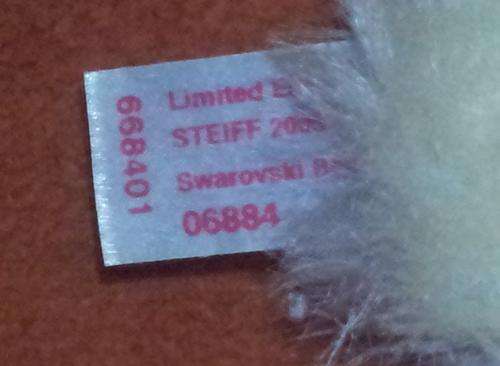 668401
Limited
STEIFF
Swarovski
06884